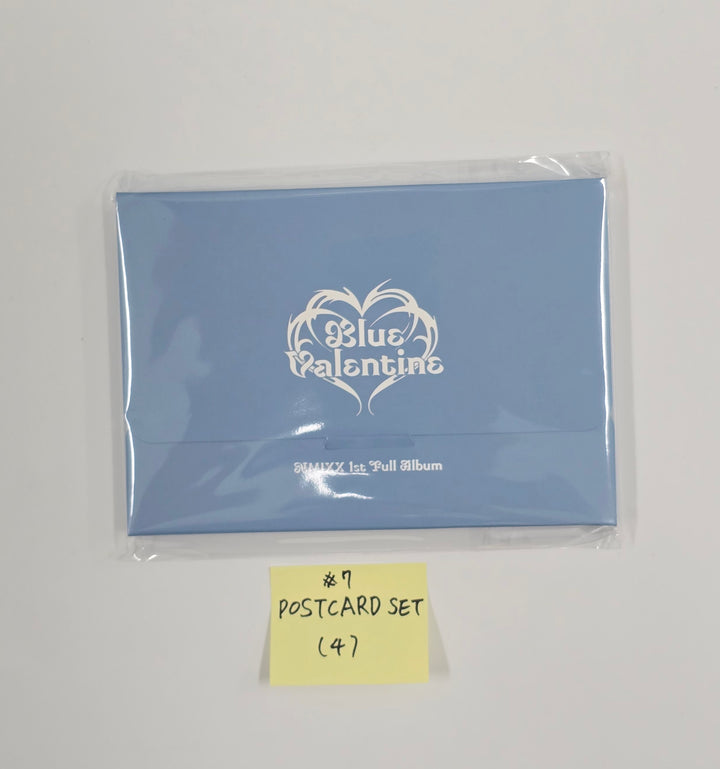 Blue
Valentine
NMIXX 1st Full Album
#7
POSTCARD SET
(4)